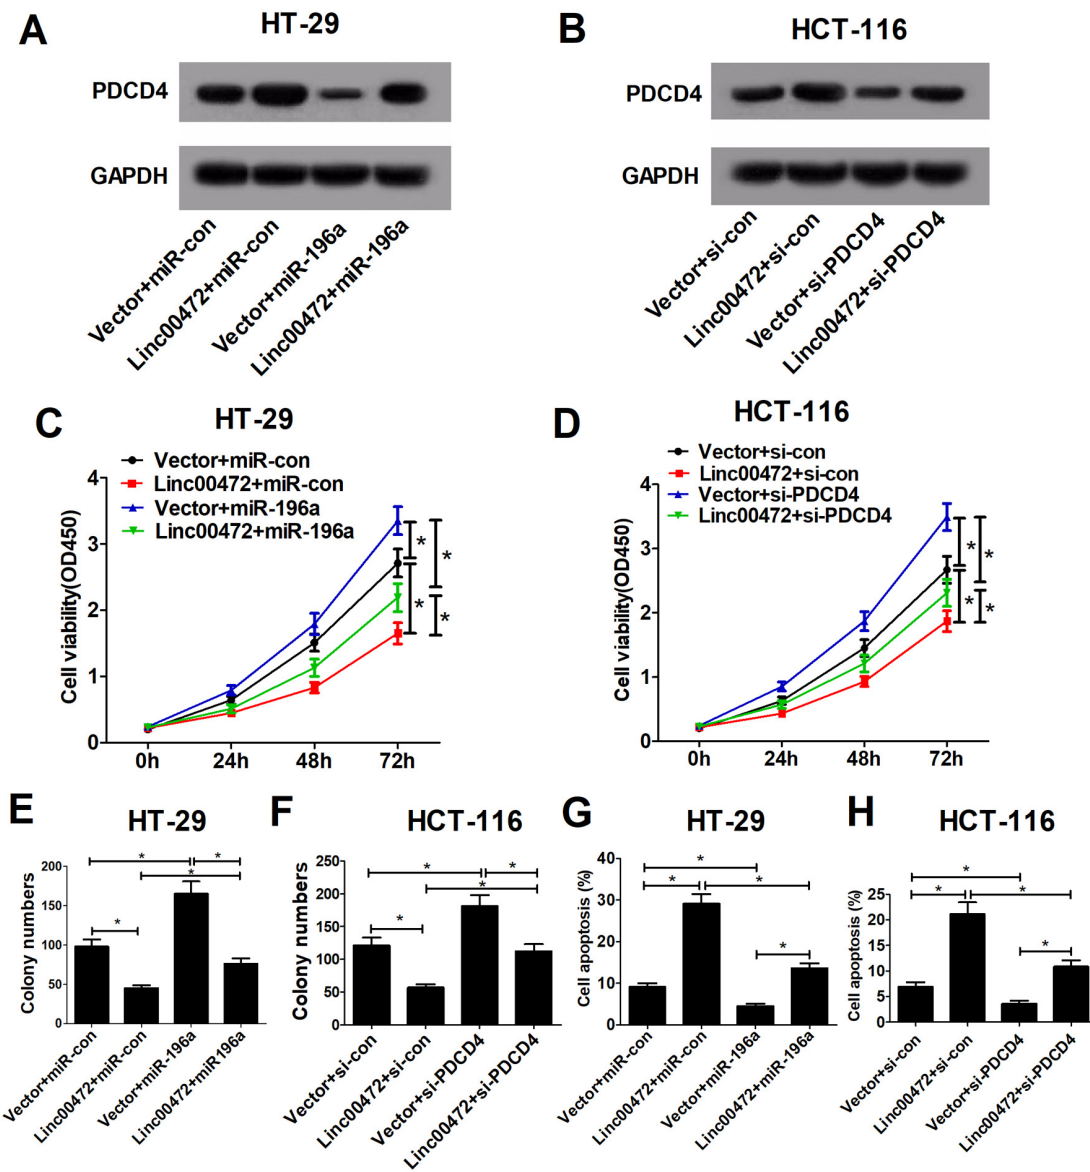 A
HT-29
PDCD4
GAPDH
Vector+miR-con
Linc00472+miR-con
Vector+miR-196a
Linc00472+miR-196a
B
HCT-116
PDCD4
GAPDH
Vector+si-con
Linc00472+si-con
Vector+si-PDCD4
Linc00472+si-PDCD4
C
HT-29
Vector+miR-con
Linc00472+miR-con
Vector+miR-196a
Linc00472+miR-196a
Cell viability(OD450)
4
3
2
1
0
0h 24h 48h 72h
* *
* *
D
HCT-116
Vector+si-con
Linc00472+si-con
Vector+si-PDCD4
Linc00472+si-PDCD4
Cell viability(OD450)
4
3
2
1
0
0h 24h 48h 72h
* *
* *
E
HT-29
Colony numbers
200
150
100
50
0
* *
*
*
Vector+miR-con
Linc00472+miR-con
Vector+miR-196a
Linc00472+miR196a
F
HCT-116
Colony numbers
250
200
150
100
50
0
* *
*
*
Vector+si-con
Linc00472+si-con
Vector+si-PDCD4
Linc00472+si-PDCD4
G
HT-29
Cell apoptosis (%)
40
30
20
10
0
*
* *
*
Vector+miR-con
Linc00472+miR-con
Vector+miR-196a
Linc00472+miR-196a
H
HCT-116
Cell apoptosis (%)
25
20
15
10
5
0
*
* *
*
Vector+si-con
Linc00472+si-con
Vector+si-PDCD4
Linc00472+si-PDCD4